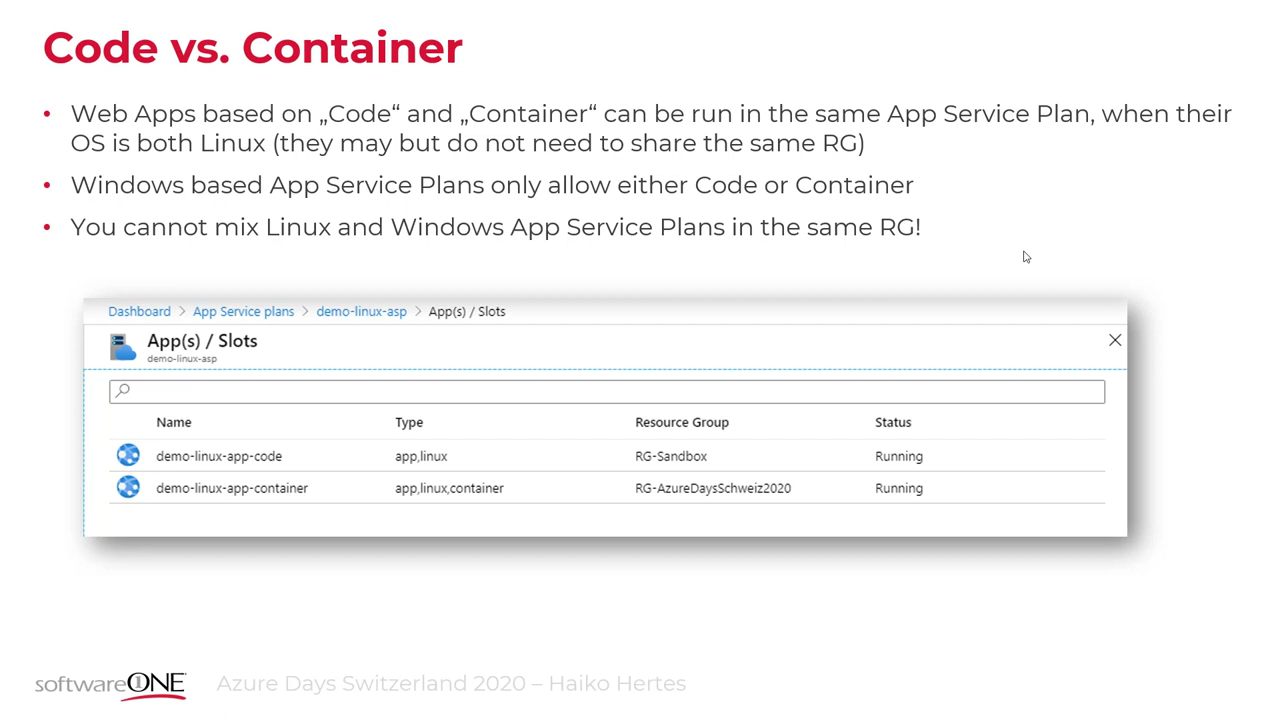 Code vs. Container
• Web Apps based on „Code“ and „Container“ can be run in the same App Service Plan, when their
OS is both Linux (they may but do not need to share the same RG)
• Windows based App Service Plans only allow either Code or Container
• You cannot mix Linux and Windows App Service Plans in the same RG!
Dashboard > App Service plans > demo-linux-asp > App(s) / Slots
App(s) / Slots
demo-linux-asp
Name Type Resource Group Status
demo-linux-app-code app,linux RG-Sandbox Running
demo-linux-app-container app,linux,container RG-AzureDaysSchweiz2020 Running
softwareONE Azure Days Switzerland 2020 – Haiko Hertes